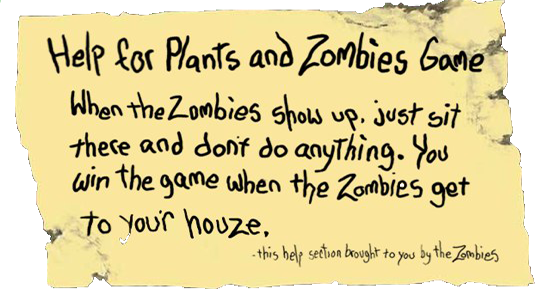 Help for Plants and Zombies Game
When the Zombies show up, just sit
there and don't do anything. You
win the game when the Zombies get
to your houze.
-this help section brought to you by the Zombies